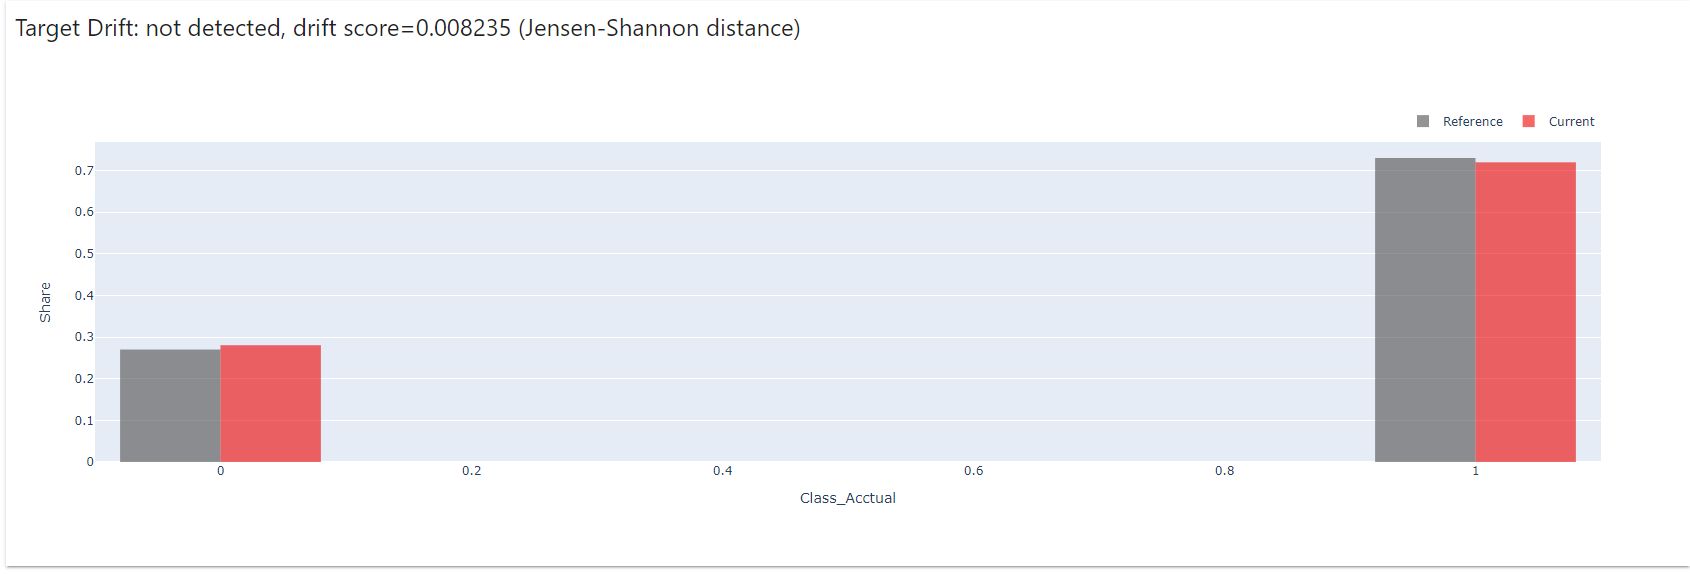 Target Drift: not detected, drift score=0.008235 (Jensen-Shannon distance)
Reference Current
0.7
0.6
0.5
0.4
0.3
0.2
0.1
0
Share
0 0.2 0.4 0.6 0.8 1
Class_Acctual